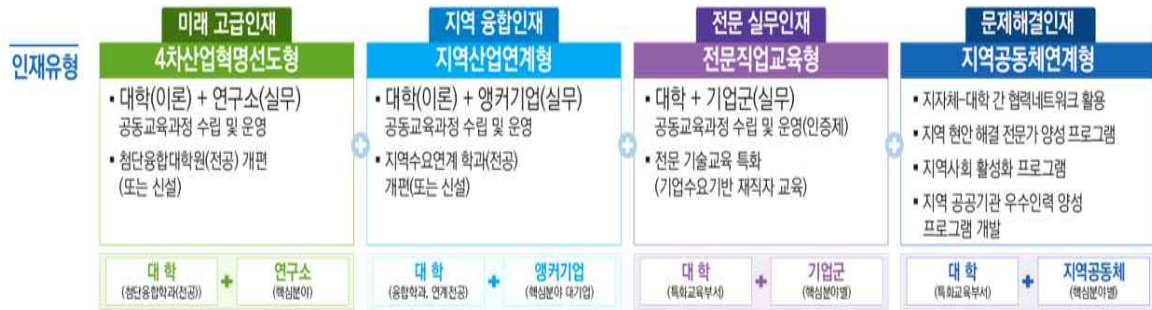 인재유형
미래 고급인재
4차산업혁명선도형
▪ 대학(이론) + 연구소(실무)
공동교육과정 수립 및 운영
▪ 첨단융합대학원(전공) 개편
(또는 신설)
대 학
(첨단융합학과(전공))
+
연구소
(핵심분야)
지역 융합인재
지역산업연계형
▪ 대학(이론) + 앵커기업(실무)
공동교육과정 수립 및 운영
▪ 지역수요연계 학과(전공)
개편(또는 신설)
대 학
(융합학과, 연계전공)
+
앵커기업
(핵심분야 대기업)
전문 실무인재
전문직업교육형
▪ 대학 + 기업군(실무)
공동교육과정 수립 및 운영(인증제)
▪ 전문 기술교육 특화
(기업수요기반 재직자 교육)
대 학
(특화교육부서)
+
기업군
(핵심분야별)
문제해결인재
지역공동체연계형
▪ 지자체-대학 간 협력네트워크 활용
▪ 지역 현안 해결 전문가 양성 프로그램
▪ 지역사회 활성화 프로그램
▪ 지역 공공기관 우수인력 양성
프로그램 개발
대 학
(특화교육부서)
+
지역공동체
(핵심분야별)